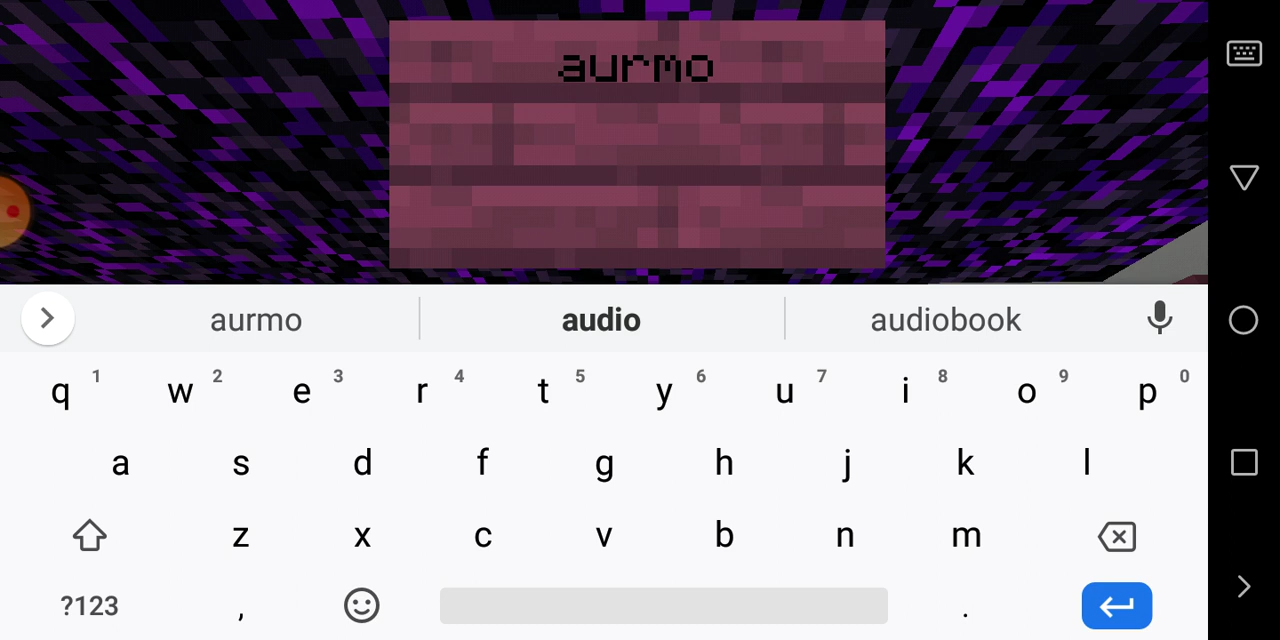 aurmo
aurmo audio audiobook
q 1 w 2 e 3 r 4 t 5 y 6 u 7 i 8 o 9 p 0
a s d f g h j k l
z x c v b n m
?123 , .